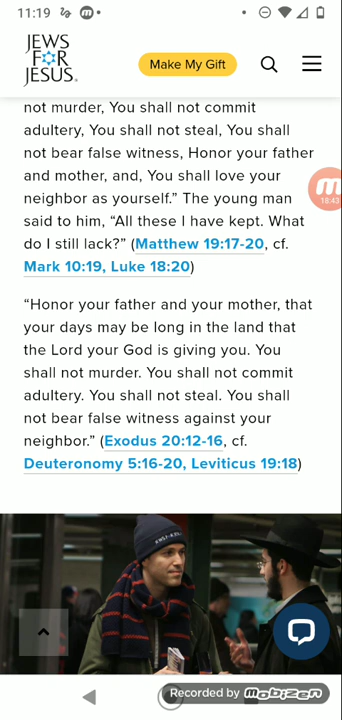 11:19
JEWS
FOR
JESUS
Make My Gift
not murder, You shall not commit
adultery, You shall not steal, You shall
not bear false witness, Honor your father
and mother, and, You shall love your
neighbor as yourself.” The young man
18:43
said to him, “All these I have kept. What
do I still lack?” (Matthew 19:17-20, cf.
Mark 10:19, Luke 18:20)
“Honor your father and your mother, that
your days may be long in the land that
the Lord your God is giving you. You
shall not murder. You shall not commit
adultery. You shall not steal. You shall
not bear false witness against your
neighbor.” (Exodus 20:12-16, cf.
Deuteronomy 5:16-20, Leviticus 19:18)
Recorded by mobizen